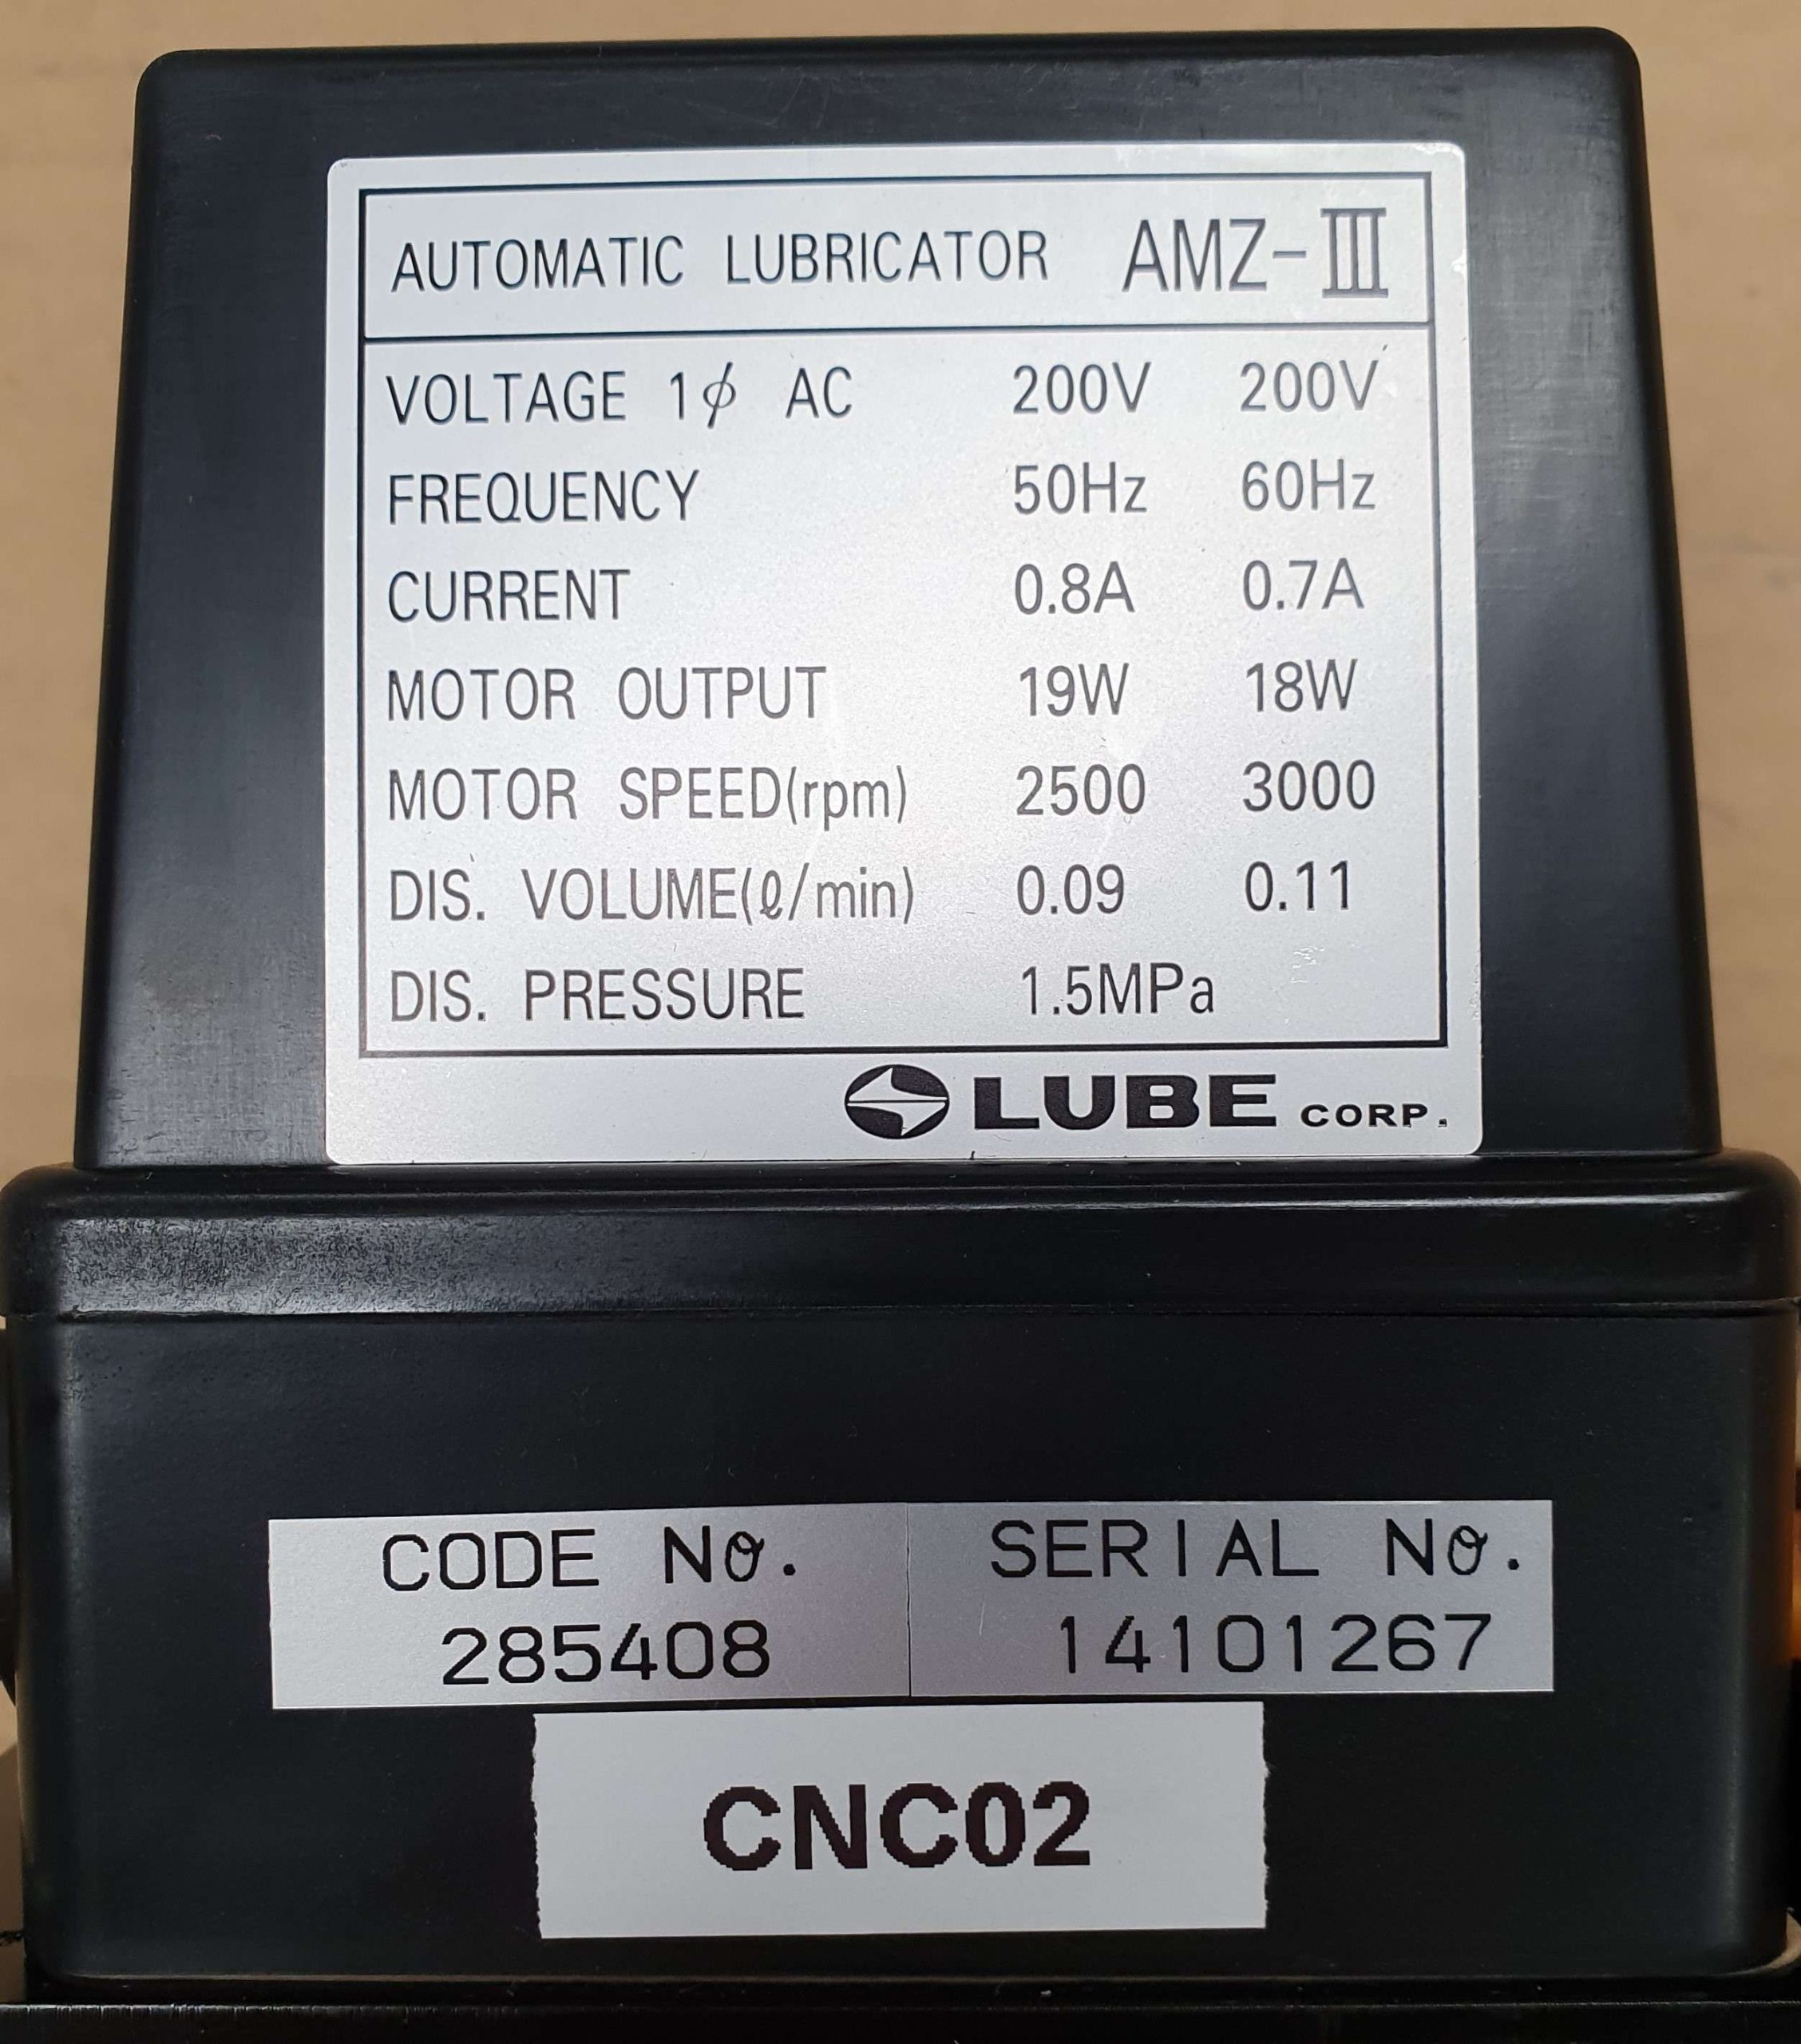 AUTOMATIC LUBRICATOR AMZ-III
VOLTAGE 1ϕ AC 200V 200V
FREQUENCY 50Hz 60Hz
CURRENT 0.8A 0.7A
MOTOR OUTPUT 19W 18W
MOTOR SPEED(rpm) 2500 3000
DIS. VOLUME(ℓ/min) 0.09 0.11
DIS. PRESSURE 1.5MPa
LUBE CORP.
CODE No. SERIAL No.
285408 14101267
CNC02